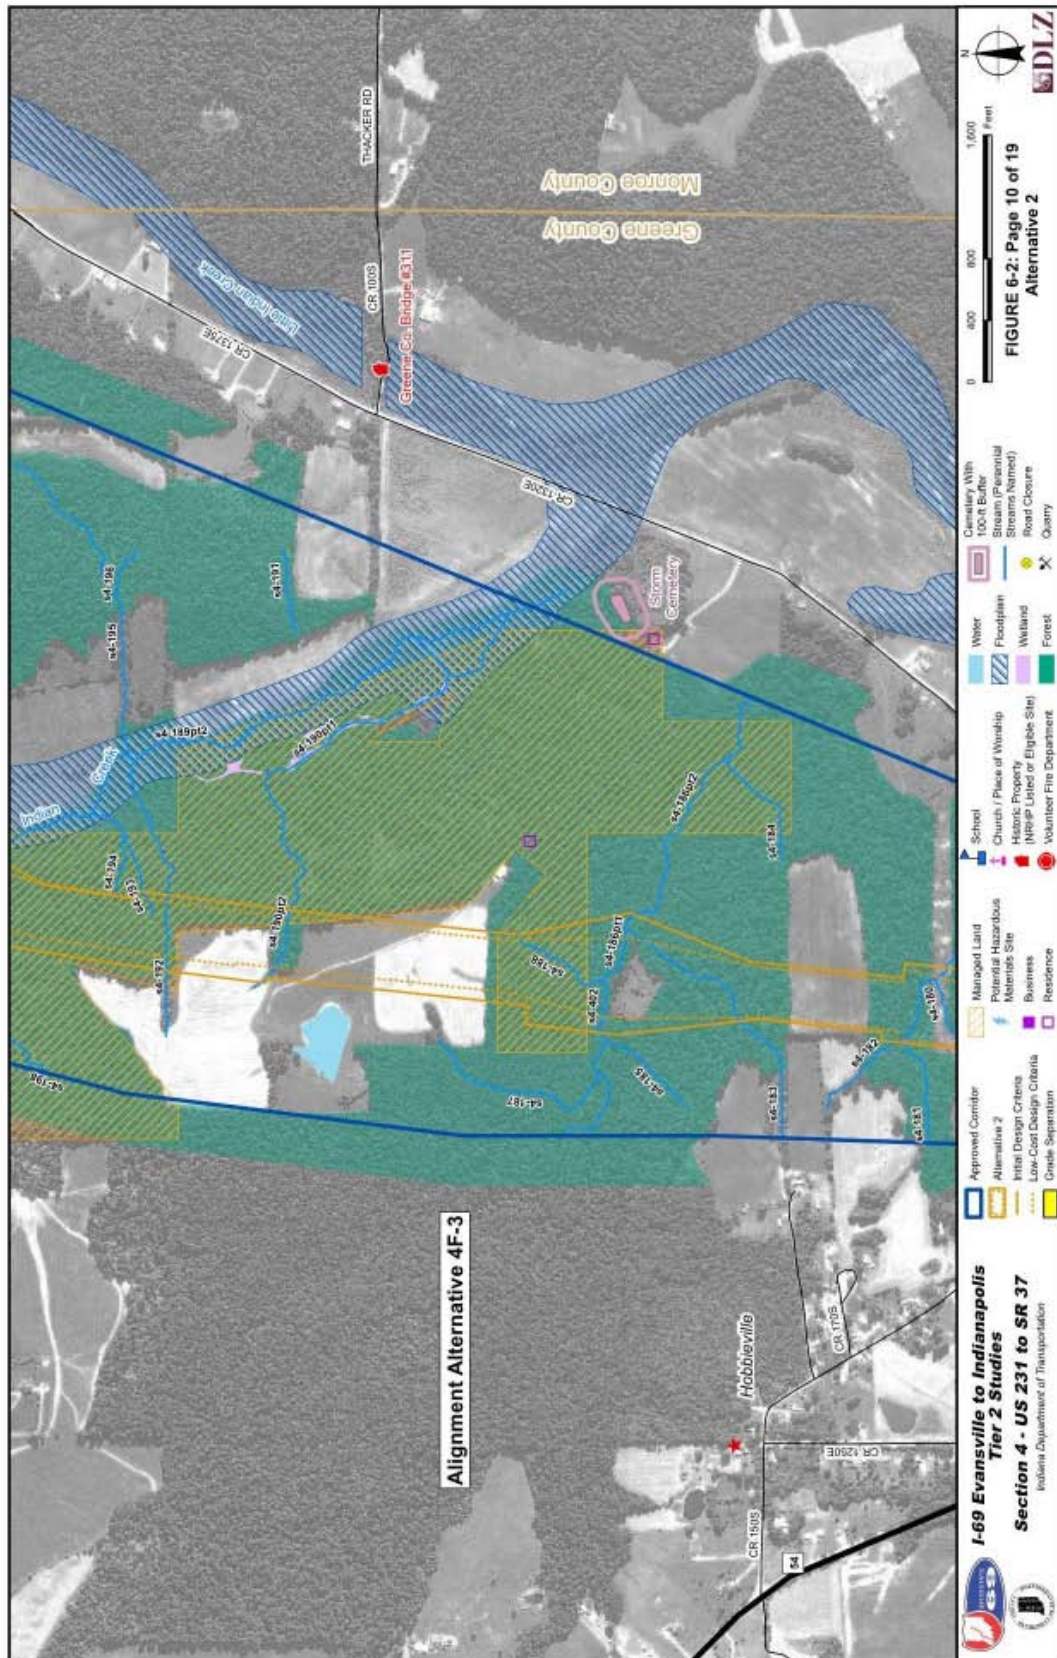 THACKER RD
CR 100S
Monroe County
Greene County
Little Indian Creek
CR 1375E
Greene Co. Bridge #311
CR 1320E
Storm
Cemetery
s4-196
s4-195
s4-191
s4-189pt2
s4-190pt1
Indian
Creek
s4-194
s4-193
s4-192
s4-190pt2
s4-186pt2
s4-184
s4-188
s4-186pt1
s4-402
s4-198
s4-187
s4-185
s4-183
s4-182
s4-180
s4-181
Alignment Alternative 4F-3
Hobbieville
CR 170S
CR 1250E
CR 150S
54
I-69 Evansville to Indianapolis
Tier 2 Studies
Section 4 - US 231 to SR 37
Indiana Department of Transportation
Approved Corridor
Alternative 2
Initial Design Criteria
Low-Cost Design Criteria
Grade Separation
Managed Land
Potential Hazardous
Materials Site
Business
Residence
School
Church / Place of Worship
Historic Property
(NRHP Listed or Eligible Site)
Volunteer Fire Department
Water
Floodplain
Wetland
Forest
Cemetery With
100-ft Buffer
Stream (Perennial
Streams Named)
Road Closure
Quarry
0 400 800 1,600
Feet
FIGURE 6-2: Page 10 of 19
Alternative 2
N
DLZ